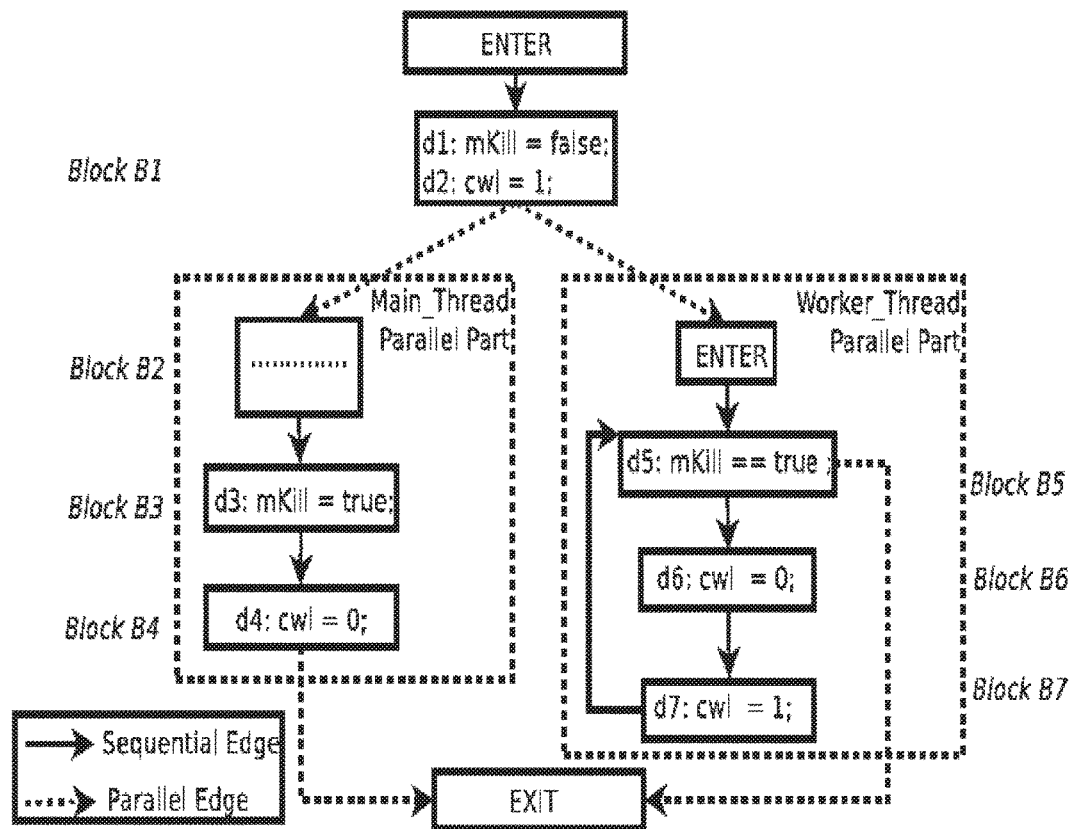 ENTER
d1: mKill = false;
d2: cwl = 1;
Block B1
Main_Thread
Parallel Part
Worker_Thread
Parallel Part
Block B2
ENTER
d5: mKill == true ;
Block B5
Block B3
d3: mKill = true;
d6: cwl = 0;
Block B6
Block B4
d4: cwl = 0;
d7: cwl = 1;
Block B7
Sequential Edge
Parallel Edge
EXIT